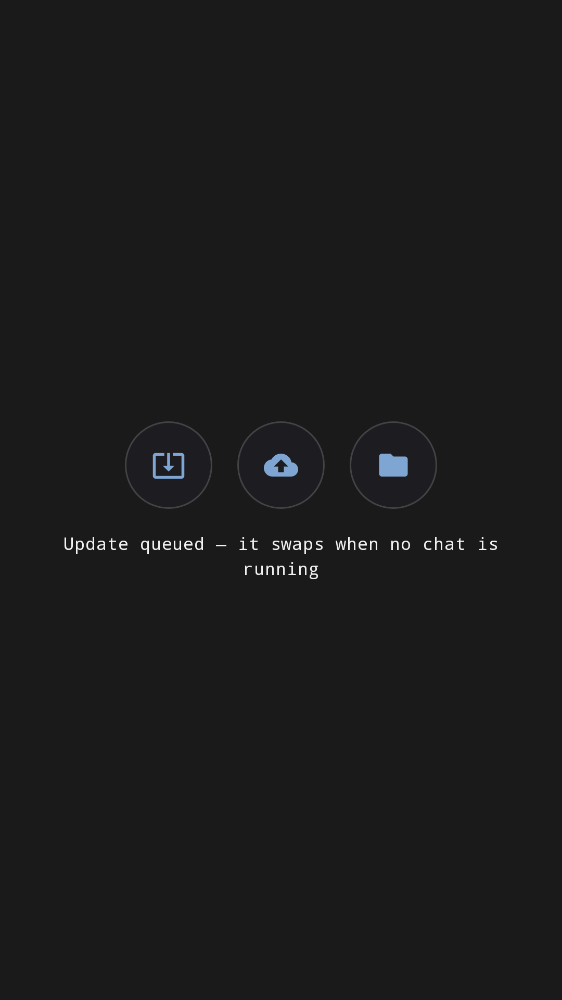 Update queued — it swaps when no chat is
running